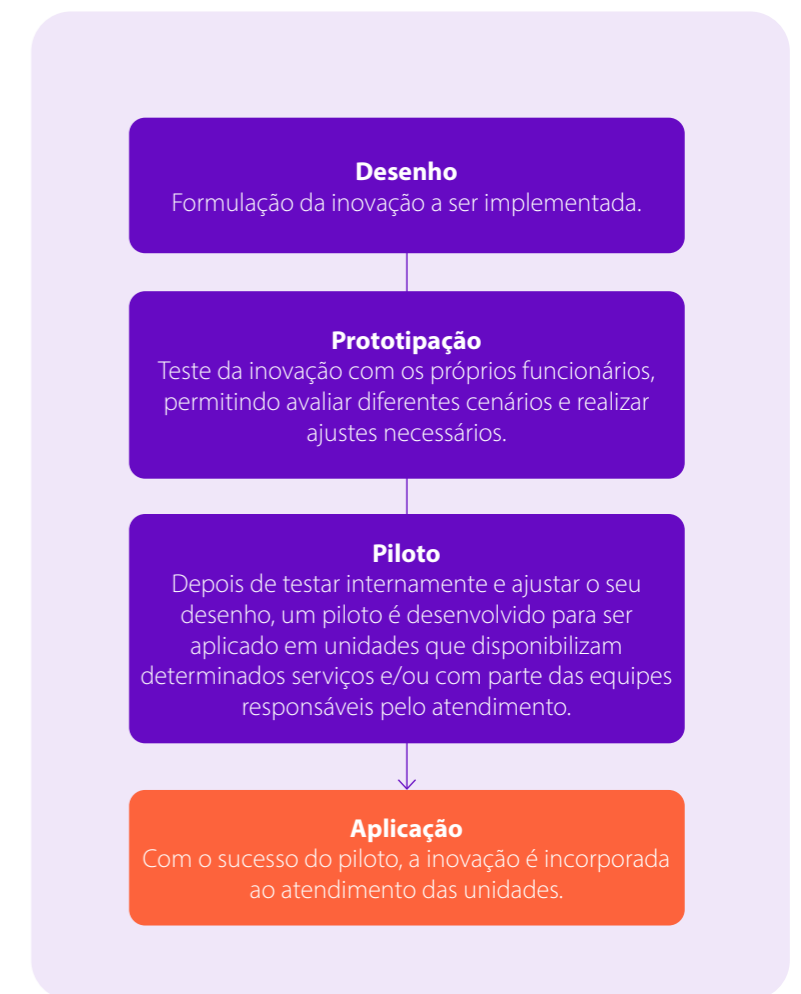 Desenho
Formulação da inovação a ser implementada.
Prototipação
Teste da inovação com os próprios funcionários,
permitindo avaliar diferentes cenários e realizar
ajustes necessários.
Piloto
Depois de testar internamente e ajustar o seu
desenho, um piloto é desenvolvido para ser
aplicado em unidades que disponibilizam
determinados serviços e/ou com parte das equipes
responsáveis pelo atendimento.
Aplicação
Com o sucesso do piloto, a inovação é incorporada
ao atendimento das unidades.